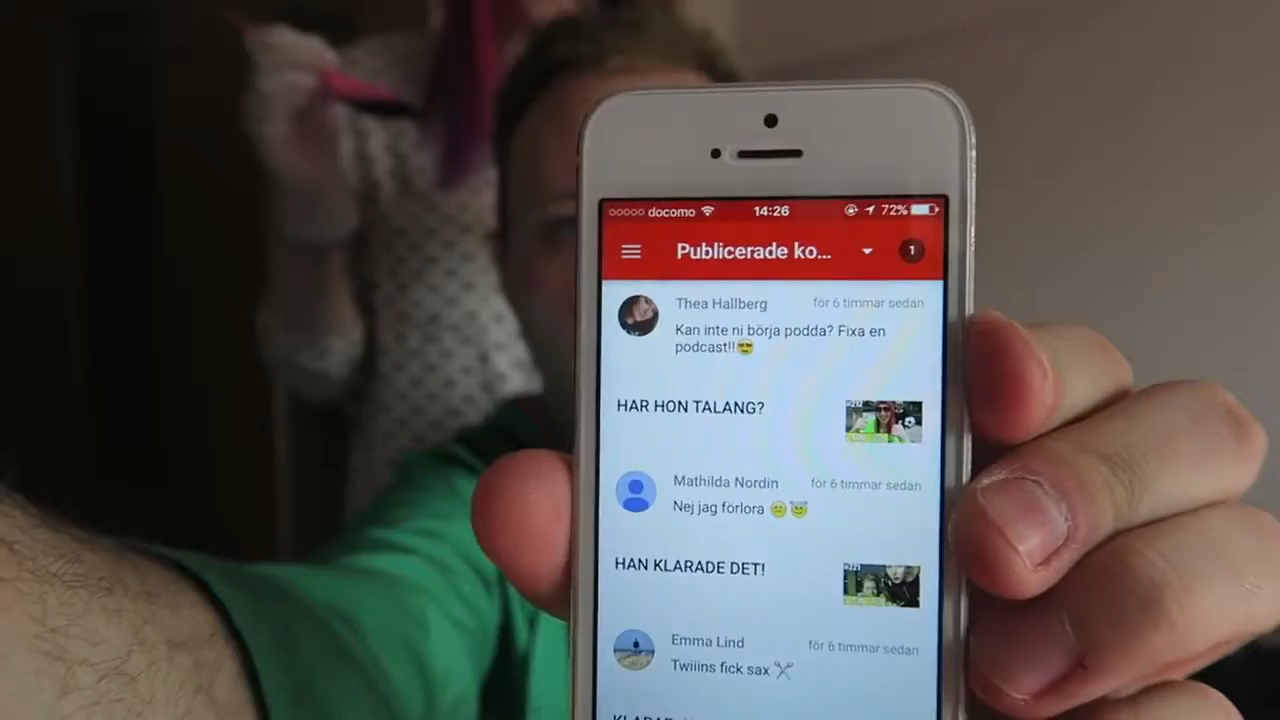 docomo 14:26 72%
Publicerade ko... 1
Thea Hallberg för 6 timmar sedan
Kan inte ni börja podda? Fixa en
podcast!!😎
HAR HON TALANG?
Mathilda Nordin för 6 timmar sedan
Nej jag förlora 😊😇
HAN KLARADE DET!
Emma Lind för 6 timmar sedan
Twiiins fick sax